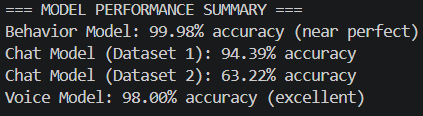 === MODEL PERFORMANCE SUMMARY ===
Behavior Model: 99.98% accuracy (near perfect)
Chat Model (Dataset 1): 94.39% accuracy
Chat Model (Dataset 2): 63.22% accuracy
Voice Model: 98.00% accuracy (excellent)